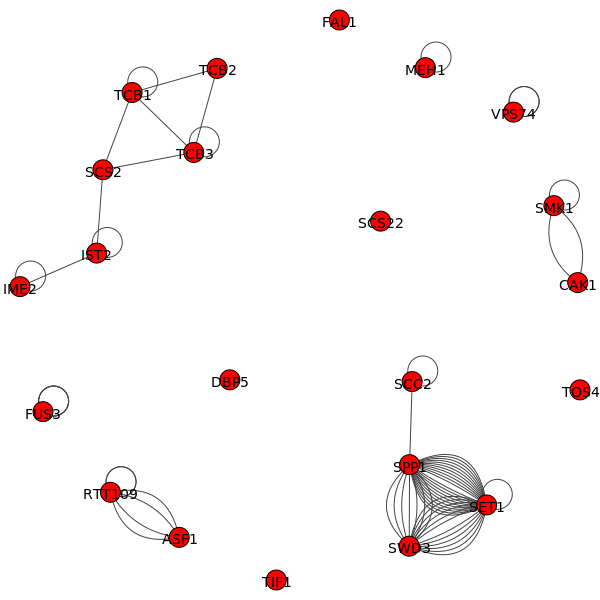 FAL1
TCB2
MEH1
TCB1
VPS74
TCB3
SCS2
SMK1
SCS22
IST2
CAK1
IME2
DBP5
SCC2
TOS4
FUS3
SPP1
RTT109
SET1
ASF1
SWD3
TIF1